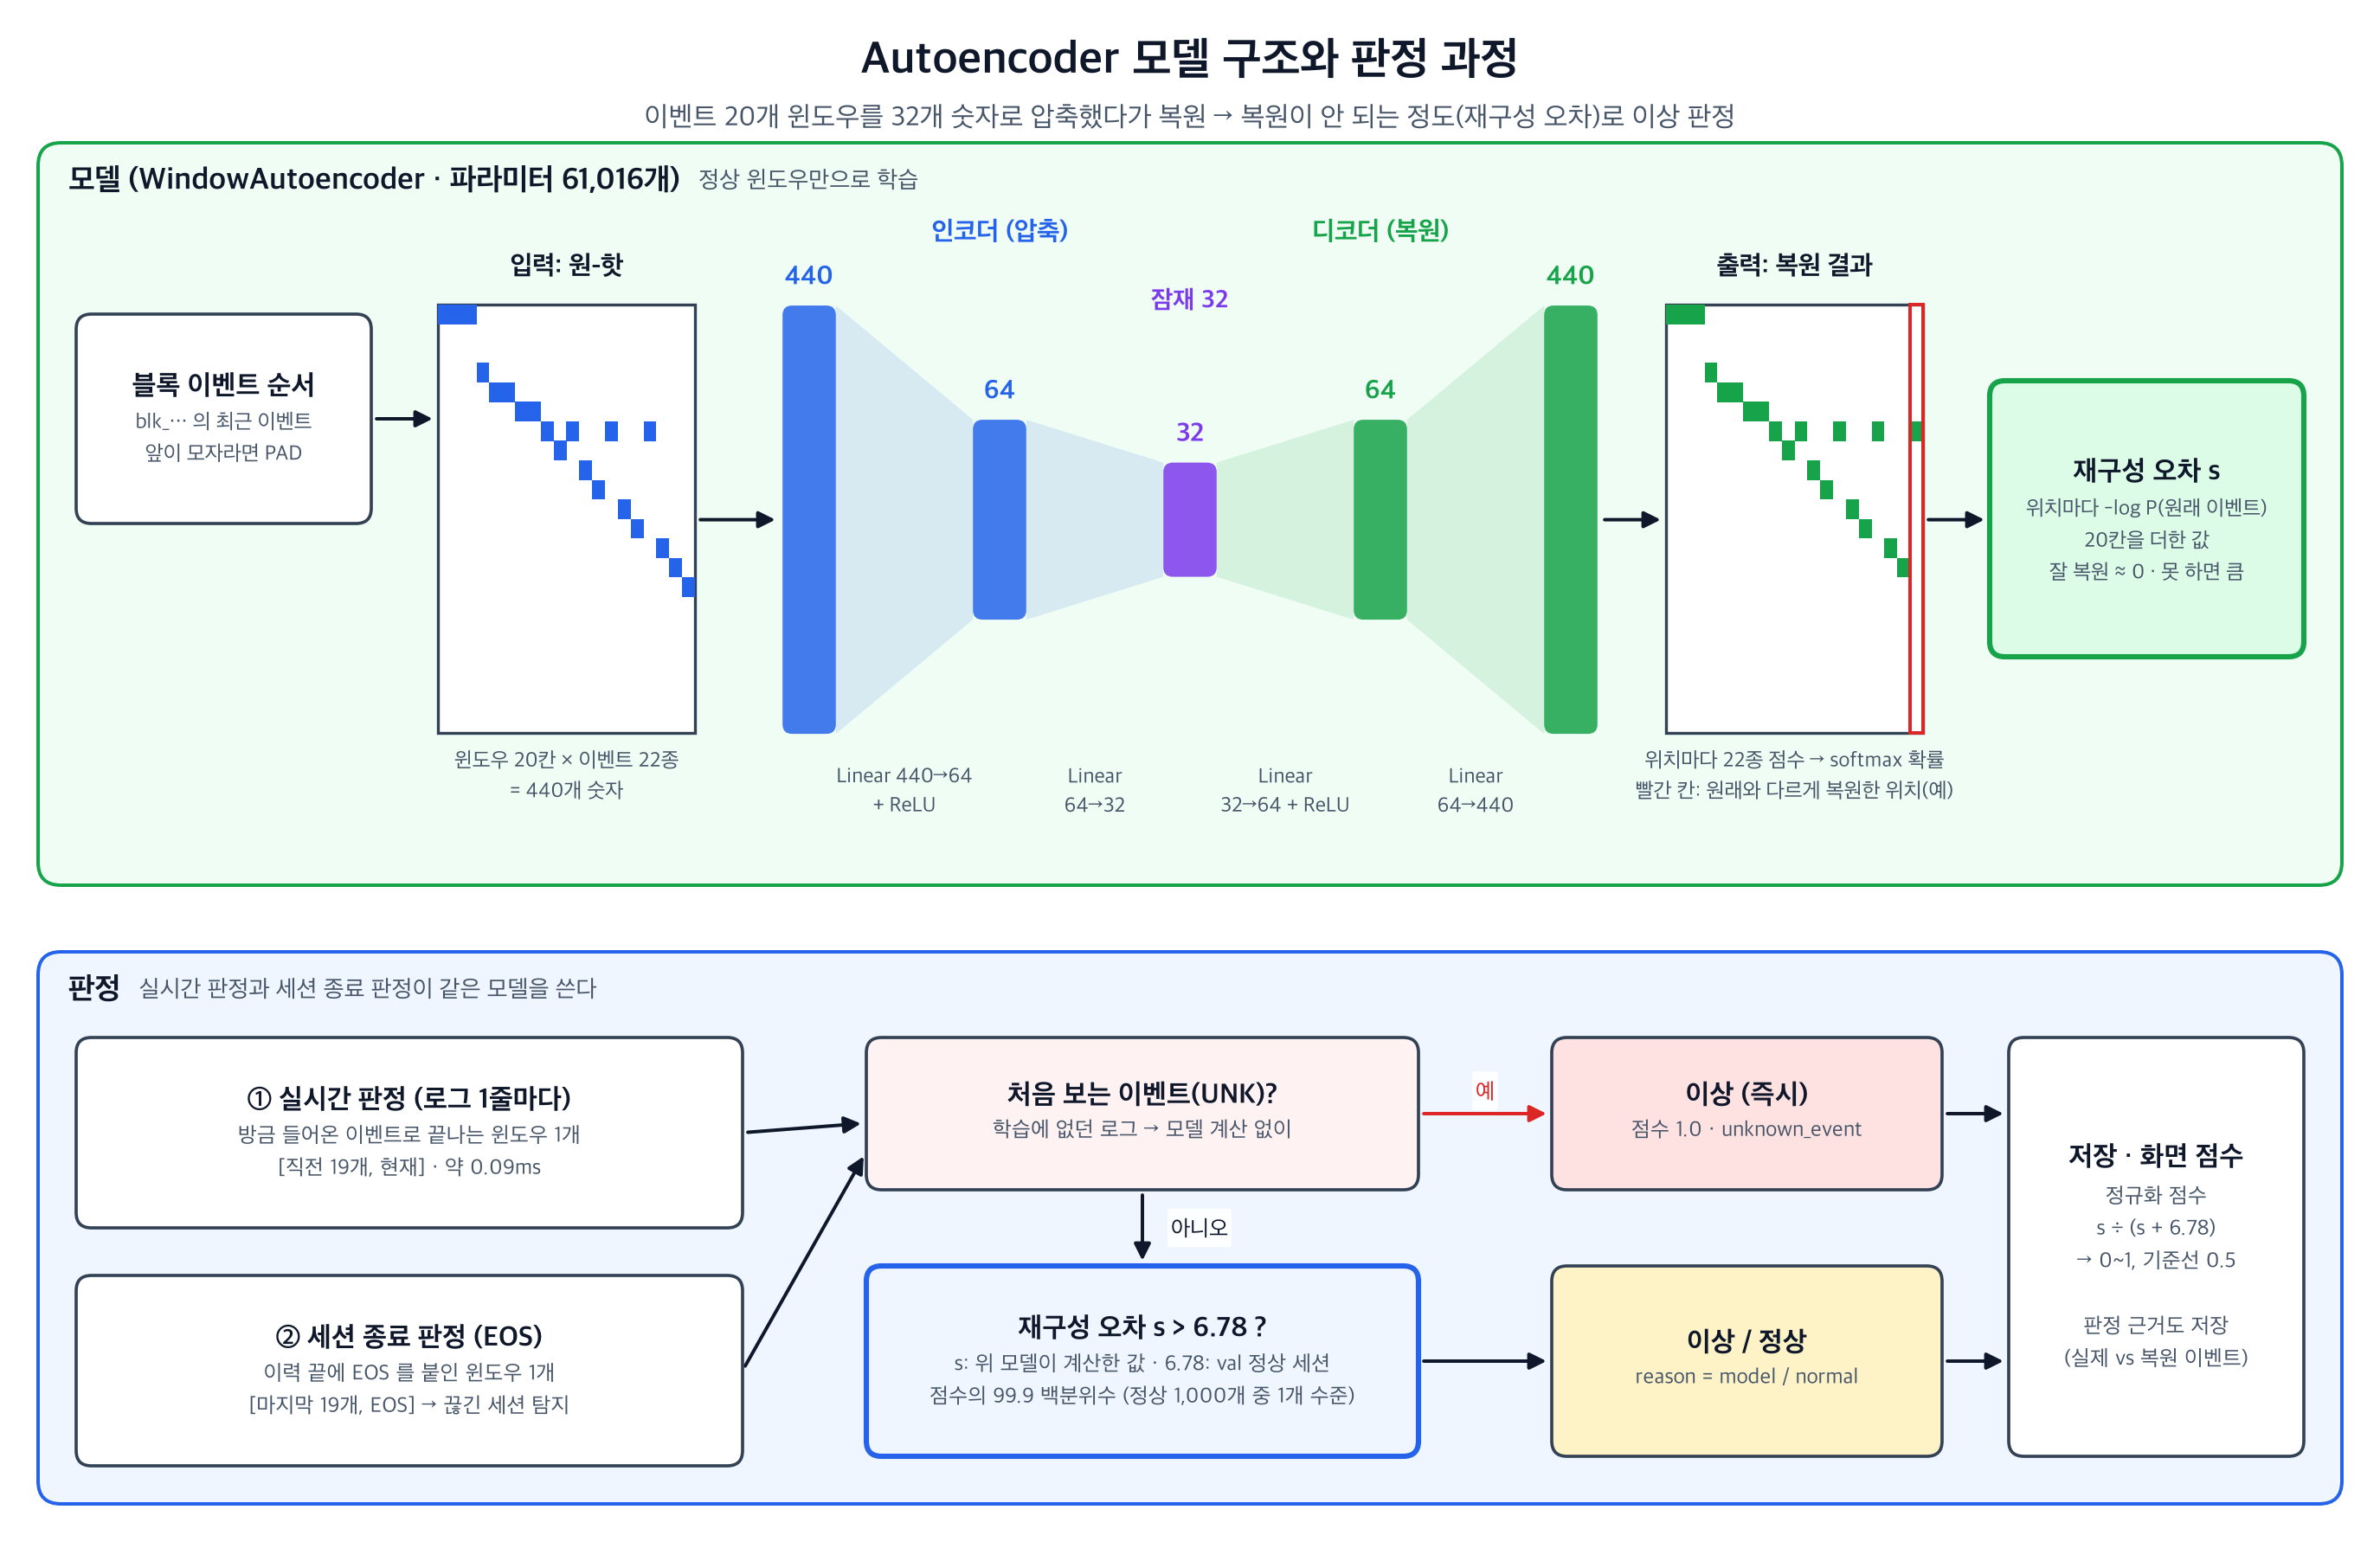 Autoencoder 모델 구조와 판정 과정
이벤트 20개 윈도우를 32개 숫자로 압축했다가 복원 → 복원이 안 되는 정도(재구성 오차)로 이상 판정
모델 (WindowAutoencoder · 파라미터 61,016개) 정상 윈도우만으로 학습
블록 이벤트 순서
blk_… 의 최근 이벤트
앞이 모자라면 PAD
입력: 원-핫
윈도우 20칸 × 이벤트 22종
= 440개 숫자
인코더 (압축)
440
64
잠재 32
32
디코더 (복원)
64
440
Linear 440→64
+ ReLU
Linear
64→32
Linear
32→64 + ReLU
Linear
64→440
출력: 복원 결과
위치마다 22종 점수 → softmax 확률
빨간 칸: 원래와 다르게 복원한 위치(예)
재구성 오차 s
위치마다 -log P(원래 이벤트)
20칸을 더한 값
잘 복원 ≈ 0 · 못 하면 큼
판정 실시간 판정과 세션 종료 판정이 같은 모델을 쓴다
① 실시간 판정 (로그 1줄마다)
방금 들어온 이벤트로 끝나는 윈도우 1개
[직전 19개, 현재] · 약 0.09ms
② 세션 종료 판정 (EOS)
이력 끝에 EOS 를 붙인 윈도우 1개
[마지막 19개, EOS] → 끊긴 세션 탐지
처음 보는 이벤트(UNK)?
학습에 없던 로그 → 모델 계산 없이
예
아니오
재구성 오차 s > 6.78 ?
s: 위 모델이 계산한 값 · 6.78: val 정상 세션
점수의 99.9 백분위수 (정상 1,000개 중 1개 수준)
이상 (즉시)
점수 1.0 · unknown_event
이상 / 정상
reason = model / normal
저장 · 화면 점수
정규화 점수
s ÷ (s + 6.78)
→ 0~1, 기준선 0.5
판정 근거도 저장
(실제 vs 복원 이벤트)